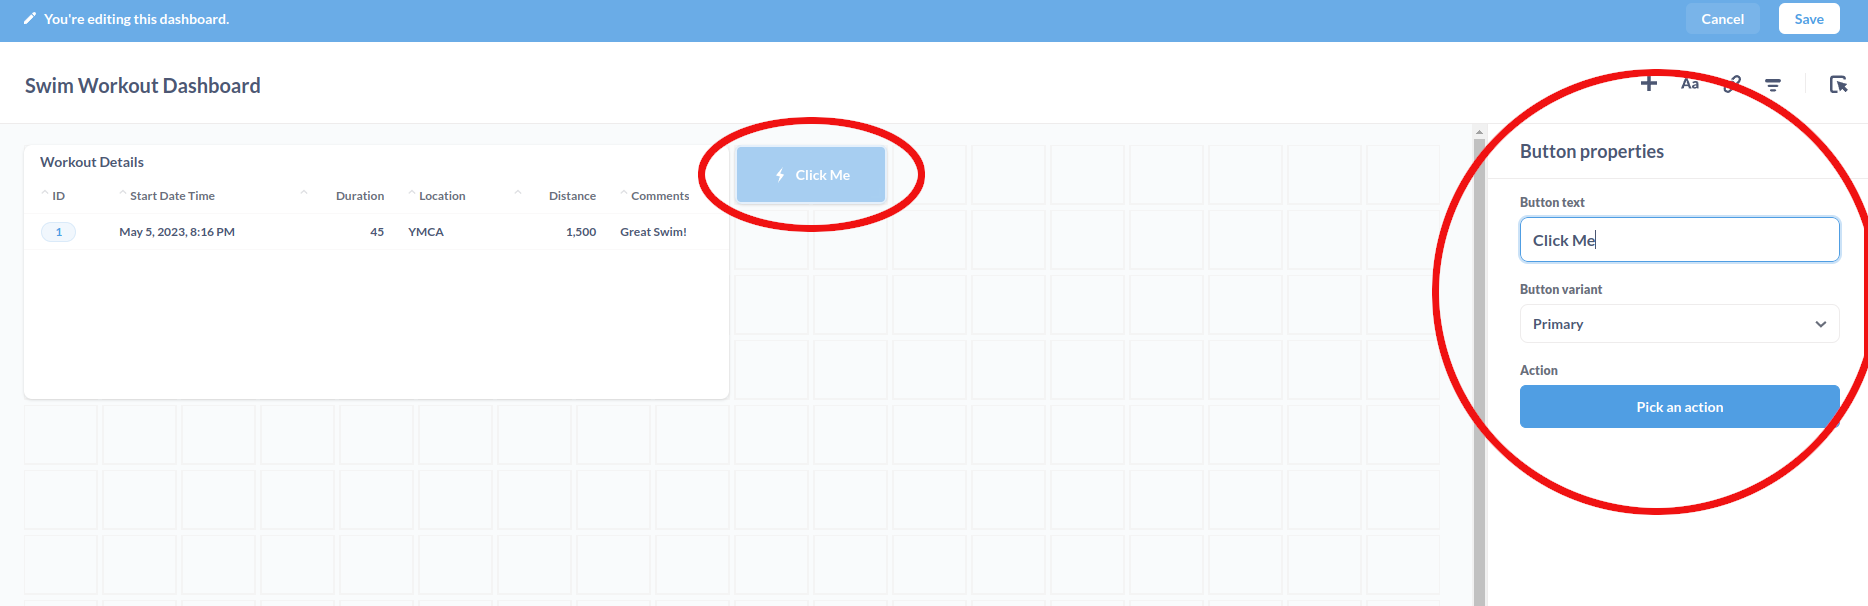 You're editing this dashboard.
Cancel
Save
Swim Workout Dashboard
Aa
Workout Details
ID
Start Date Time
Duration
Location
Distance
Comments
1
May 5, 2023, 8:16 PM
45
YMCA
1,500
Great Swim!
Click Me
Button properties
Button text
Click Me
Button variant
Primary
Action
Pick an action